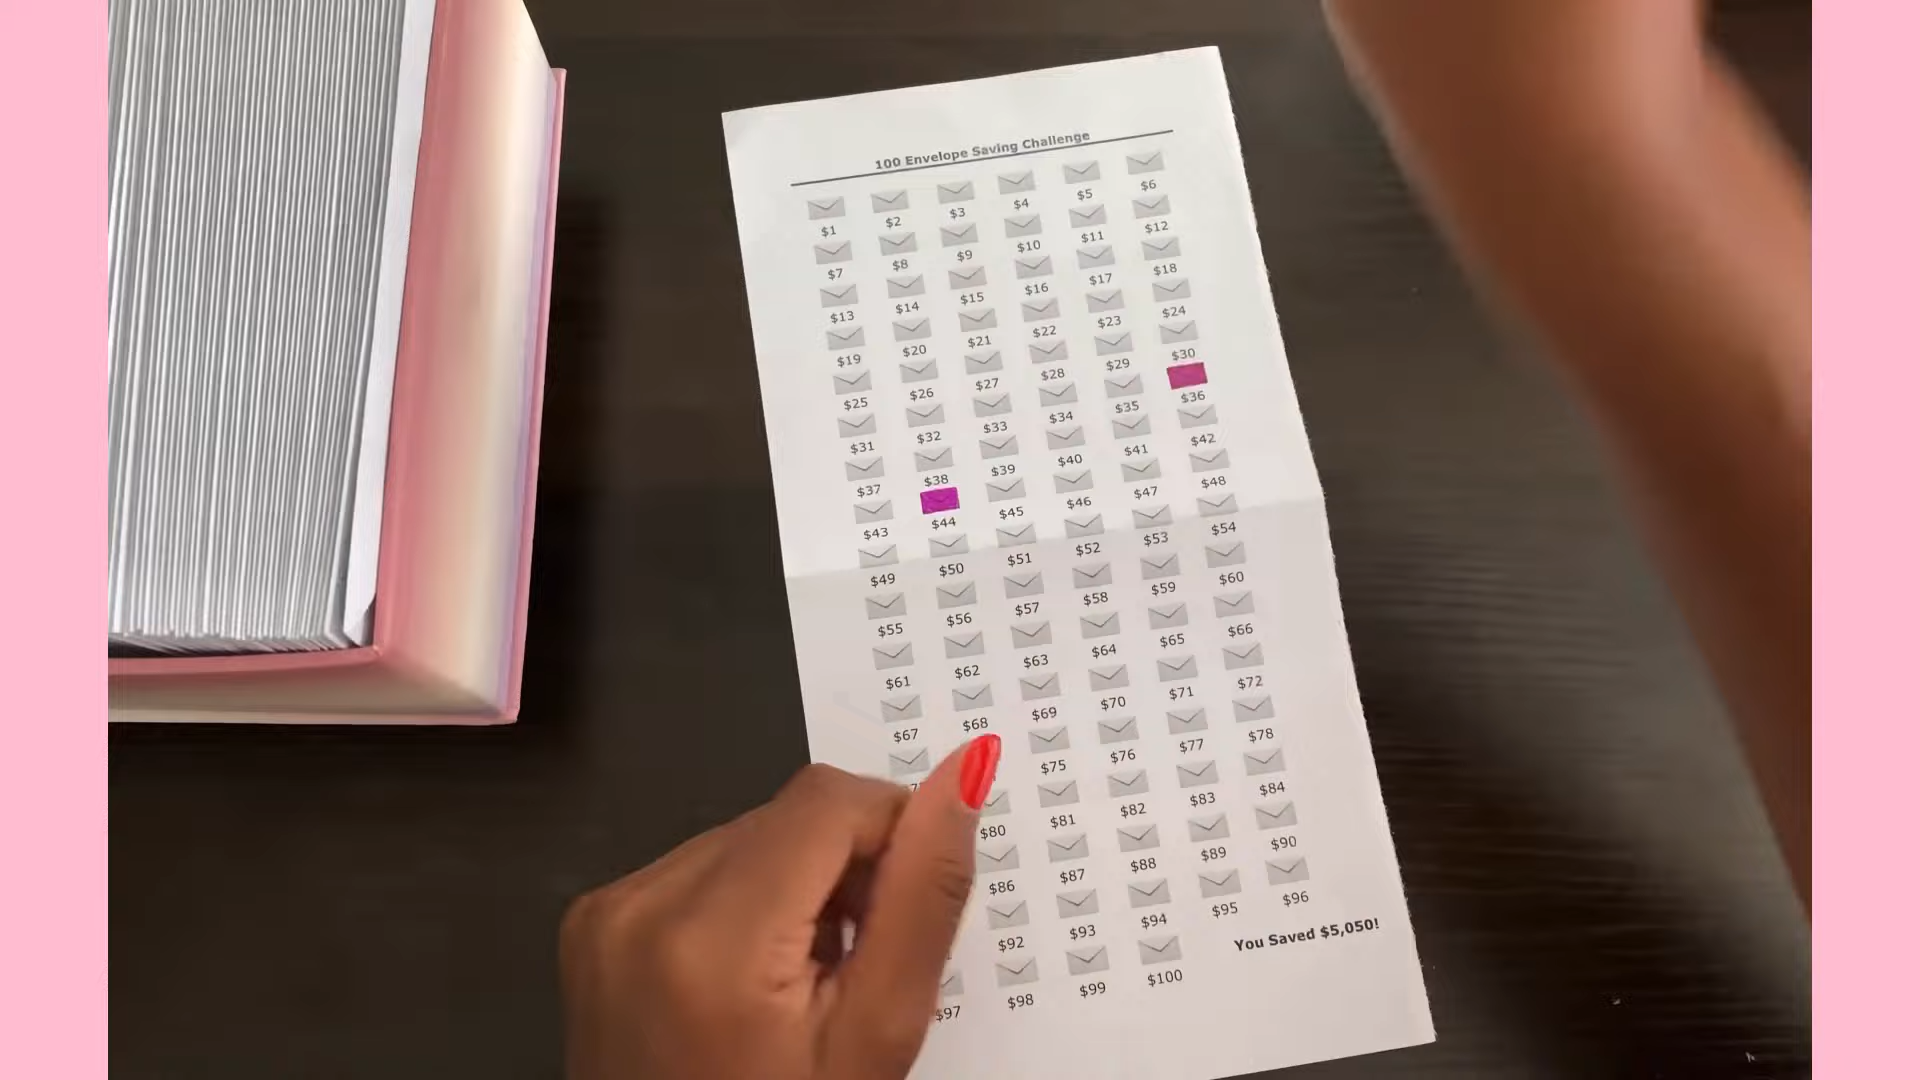 100 Envelope Saving Challenge
$1 $2 $3 $4 $5 $6
$7 $8 $9 $10 $11 $12
$13 $14 $15 $16 $17 $18
$19 $20 $21 $22 $23 $24
$25 $26 $27 $28 $29 $30
$31 $32 $33 $34 $35 $36
$37 $38 $39 $40 $41 $42
$43 $44 $45 $46 $47 $48
$49 $50 $51 $52 $53 $54
$55 $56 $57 $58 $59 $60
$61 $62 $63 $64 $65 $66
$67 $68 $69 $70 $71 $72
$75 $76 $77 $78
$80 $81 $82 $83 $84
$86 $87 $88 $89 $90
$92 $93 $94 $95 $96
$97 $98 $99 $100 You Saved $5,050!